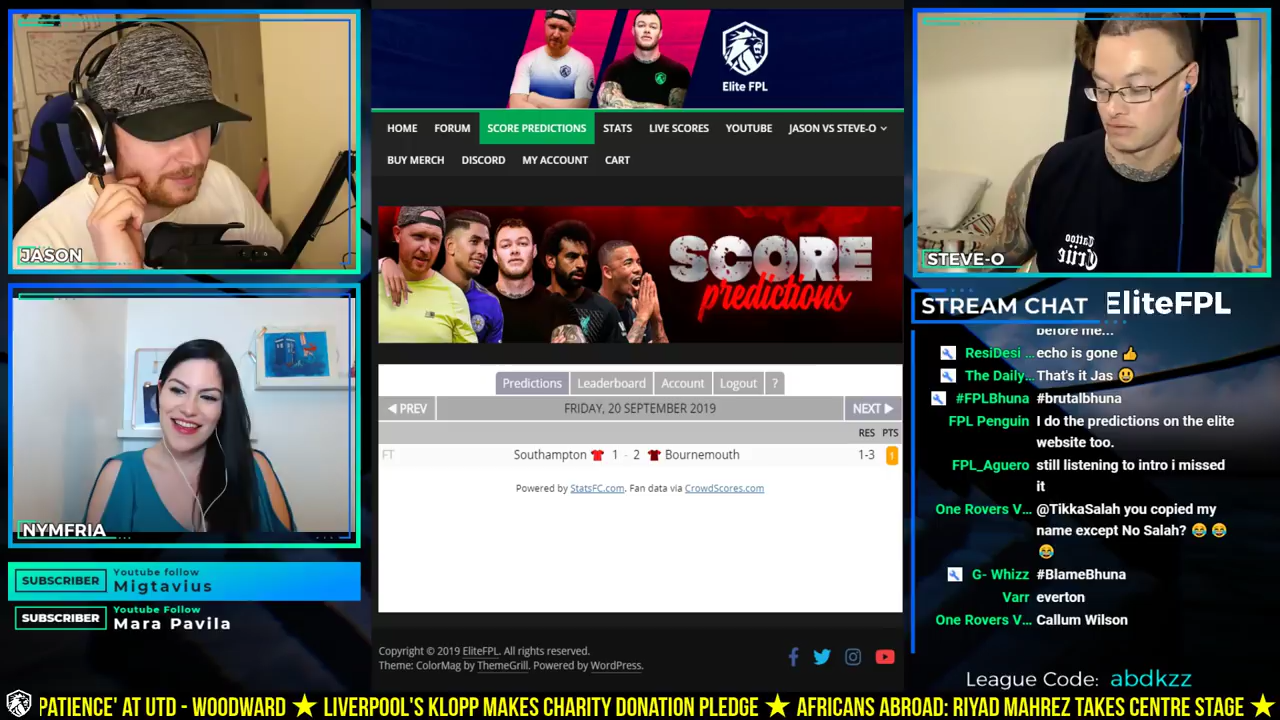 JASON
NYMFRIA
SUBSCRIBER
Youtube follow
Migtavius
SUBSCRIBER
Youtube Follow
Mara Pavila
Elite FPL
HOME FORUM SCORE PREDICTIONS STATS LIVE SCORES YOUTUBE JASON VS STEVE-O
BUY MERCH DISCORD MY ACCOUNT CART
SCORE
predictions
Predictions Leaderboard Account Logout ?
◀ PREV FRIDAY, 20 SEPTEMBER 2019 NEXT ▶
RES PTS
FT Southampton 1 - 2 Bournemouth 1-3 1
Powered by StatsFC.com. Fan data via CrowdScores.com
Copyright © 2019 EliteFPL. All rights reserved.
Theme: ColorMag by ThemeGrill. Powered by WordPress.
STEVE-O
STREAM CHAT EliteFPL
before me...
ResiDesi ... echo is gone 👍
The Daily... That's it Jas 😃
#FPLBhuna #brutalbhuna
FPL Penguin I do the predictions on the elite
website too.
FPL_Aguero still listening to intro i missed
it
One Rovers V... @TikkaSalah you copied my
name except No Salah? 😂 😂
😂
G- Whizz #BlameBhuna
Varr everton
One Rovers V... Callum Wilson
League Code: abdkzz
PATIENCE' AT UTD - WOODWARD ★ LIVERPOOL'S KLOPP MAKES CHARITY DONATION PLEDGE ★ AFRICANS ABROAD: RIYAD MAHREZ TAKES CENTRE STAGE ★